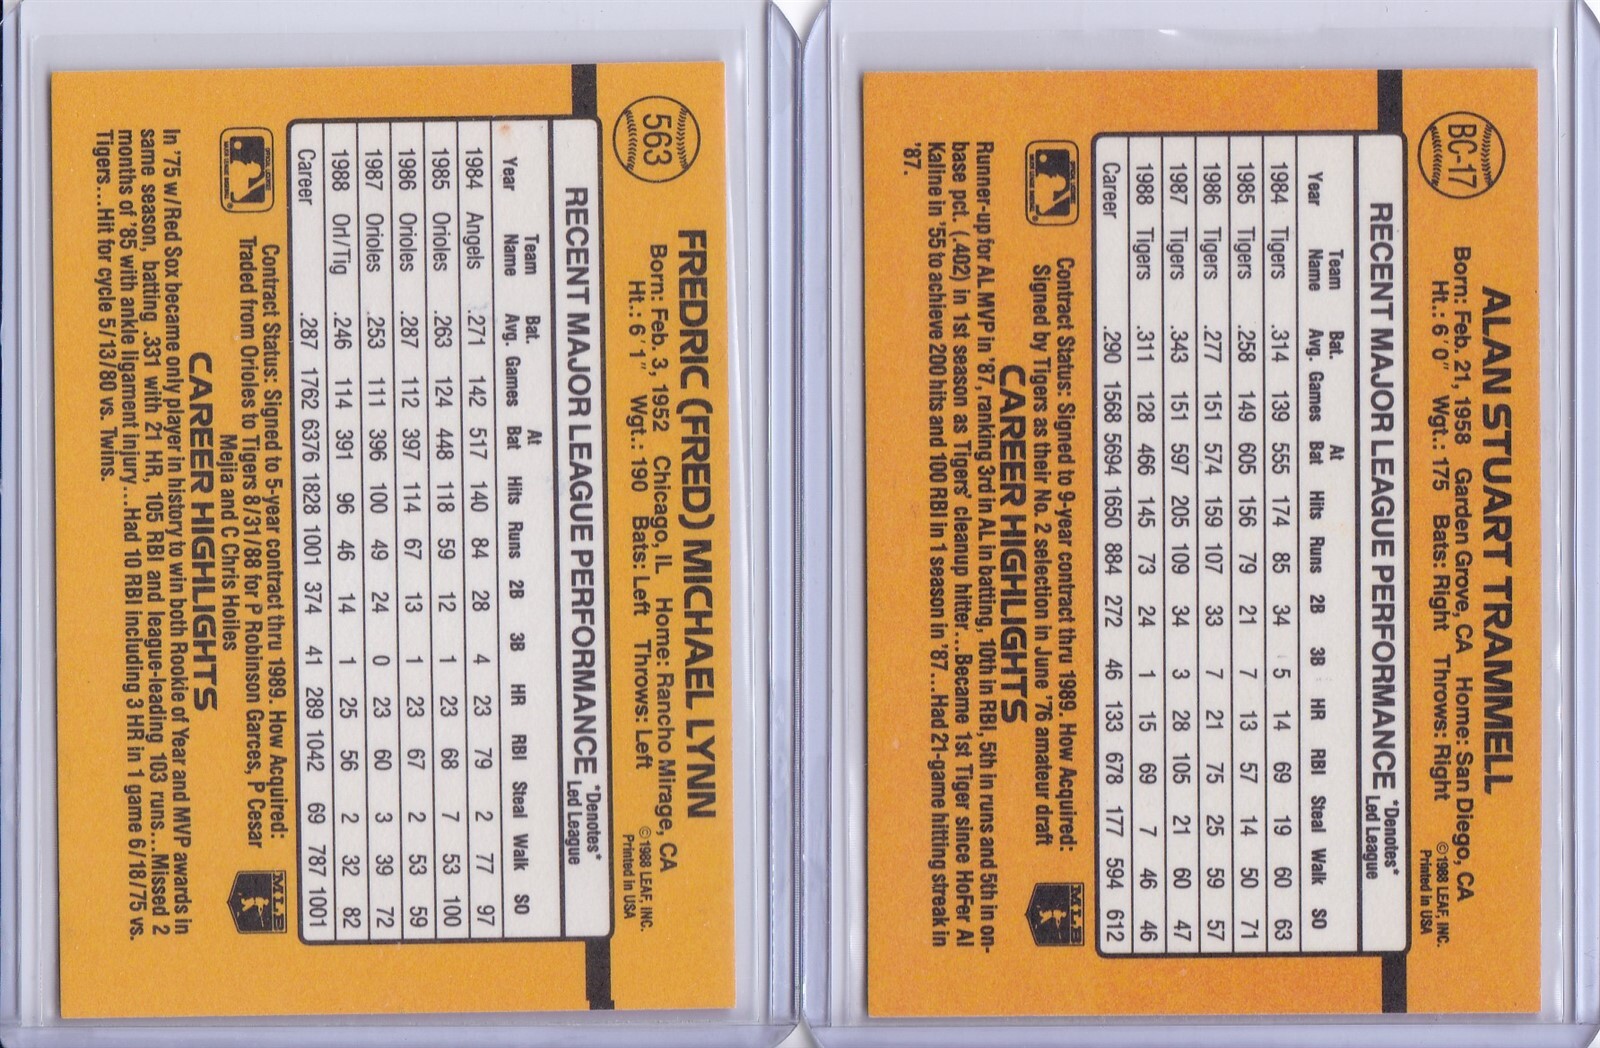 563
FREDRIC (FRED) MICHAEL LYNN
Born: Feb. 3, 1952 Chicago, IL Home: Rancho Mirage, CA
Ht.: 6'1" Wgt.: 190 Bats: Left Throws: Left
©1988 LEAF, INC.
Printed in USA
RECENT MAJOR LEAGUE PERFORMANCE *Denotes* Led League
Year Team Name Bat. Avg. Games At Bat Hits Runs 2B 3B HR RBI Steal Walk SO
1984 Angels .271 142 517 140 84 28 4 23 79 2 77 97
1985 Orioles .263 124 448 118 59 12 1 23 68 7 53 100
1986 Orioles .287 112 397 114 67 13 1 23 67 2 53 59
1987 Orioles .253 111 396 100 49 24 0 23 60 3 39 72
1988 Orl/Tig .246 114 391 96 46 14 1 25 56 2 32 82
Career .287 1762 6376 1828 1001 374 41 289 1042 69 787 1001
Contract Status: Signed to 5-year contract thru 1989. How Acquired:
Traded from Orioles to Tigers 8/31/88 for P Robinson Garces, P Cesar
Mejia and C Chris Hoiles
CAREER HIGHLIGHTS
In '75 w/Red Sox became only player in history to win both Rookie of Year and MVP awards in
same season, batting .331 with 21 HR, 105 RBI and league-leading 103 runs...Missed 2
months of '85 with ankle ligament injury...Had 10 RBI including 3 HR in 1 game 6/18/75 vs.
Tigers...Hit for cycle 5/13/80 vs. Twins.
MLB
BC-17
ALAN STUART TRAMMELL
Born: Feb. 21, 1958 Garden Grove, CA Home: San Diego, CA
Ht.: 6'0" Wgt.: 175 Bats: Right Throws: Right
©1988 LEAF, INC.
Printed in USA
RECENT MAJOR LEAGUE PERFORMANCE *Denotes* Led League
Year Team Name Bat. Avg. Games At Bat Hits Runs 2B 3B HR RBI Steal Walk SO
1984 Tigers .314 139 555 174 85 34 5 14 69 19 60 63
1985 Tigers .258 149 605 156 79 21 7 13 57 14 50 71
1986 Tigers .277 151 574 159 107 33 7 21 75 25 59 57
1987 Tigers .343 151 597 205 109 34 3 28 105 21 60 47
1988 Tigers .311 128 466 145 73 24 1 15 69 7 46 46
Career .290 1568 5694 1650 884 272 46 133 678 177 594 612
Contract Status: Signed to 9-year contract thru 1989. How Acquired:
Signed by Tigers as their No. 2 selection in June '76 amateur draft
CAREER HIGHLIGHTS
Runner-up for AL MVP in '87, ranking 3rd in AL in batting, 10th in RBI, 5th in runs and 5th in on-
base pct. (.402) in 1st season as Tigers' cleanup hitter...Became 1st Tiger since HoFer Al
Kaline in '55 to achieve 200 hits and 100 RBI in 1 season in '87...Had 21-game hitting streak in
'87.
MLB